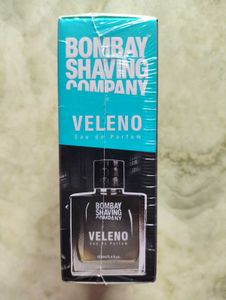 BOMBAY
SHAVING
COMPANY
VELENO
Eau de Parfum
BOMBAY
SHAVING
COMPANY
VELENO
Eau De Parfum